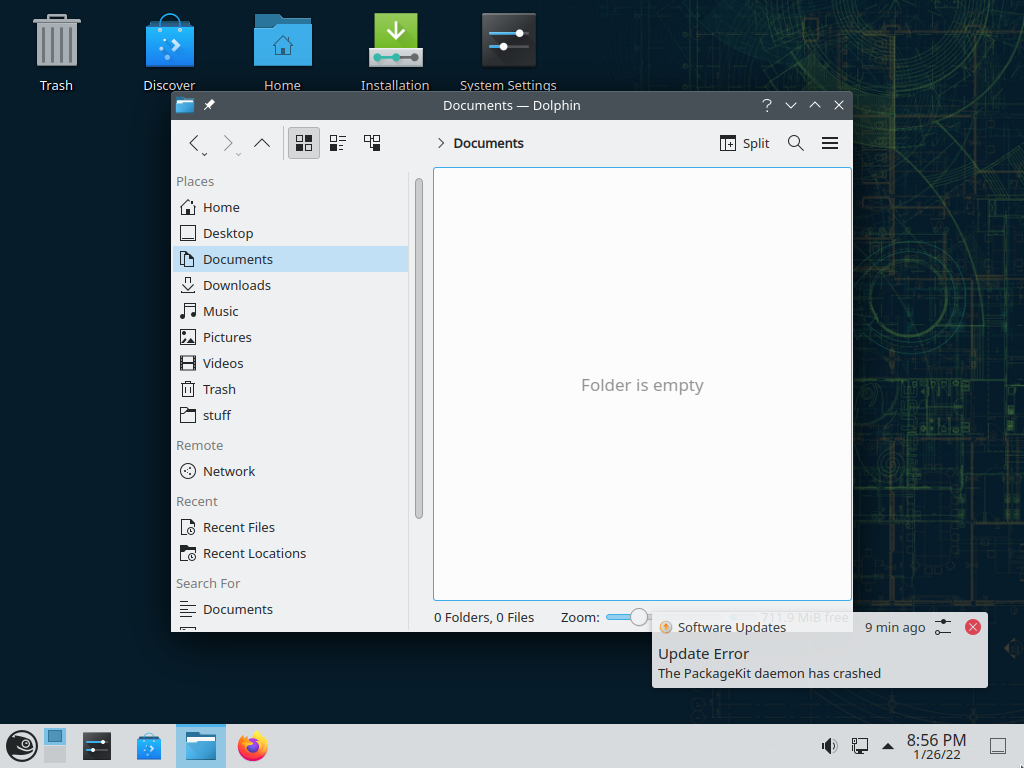 Trash
Discover
Home
Installation
System Settings
Documents — Dolphin
Documents
Split
Places
Home
Desktop
Documents
Downloads
Music
Pictures
Videos
Trash
stuff
Remote
Network
Recent
Recent Files
Recent Locations
Search For
Documents
Folder is empty
0 Folders, 0 Files
Zoom:
711.9 MiB free
Software Updates
9 min ago
Update Error
The PackageKit daemon has crashed
8:56 PM
1/26/22